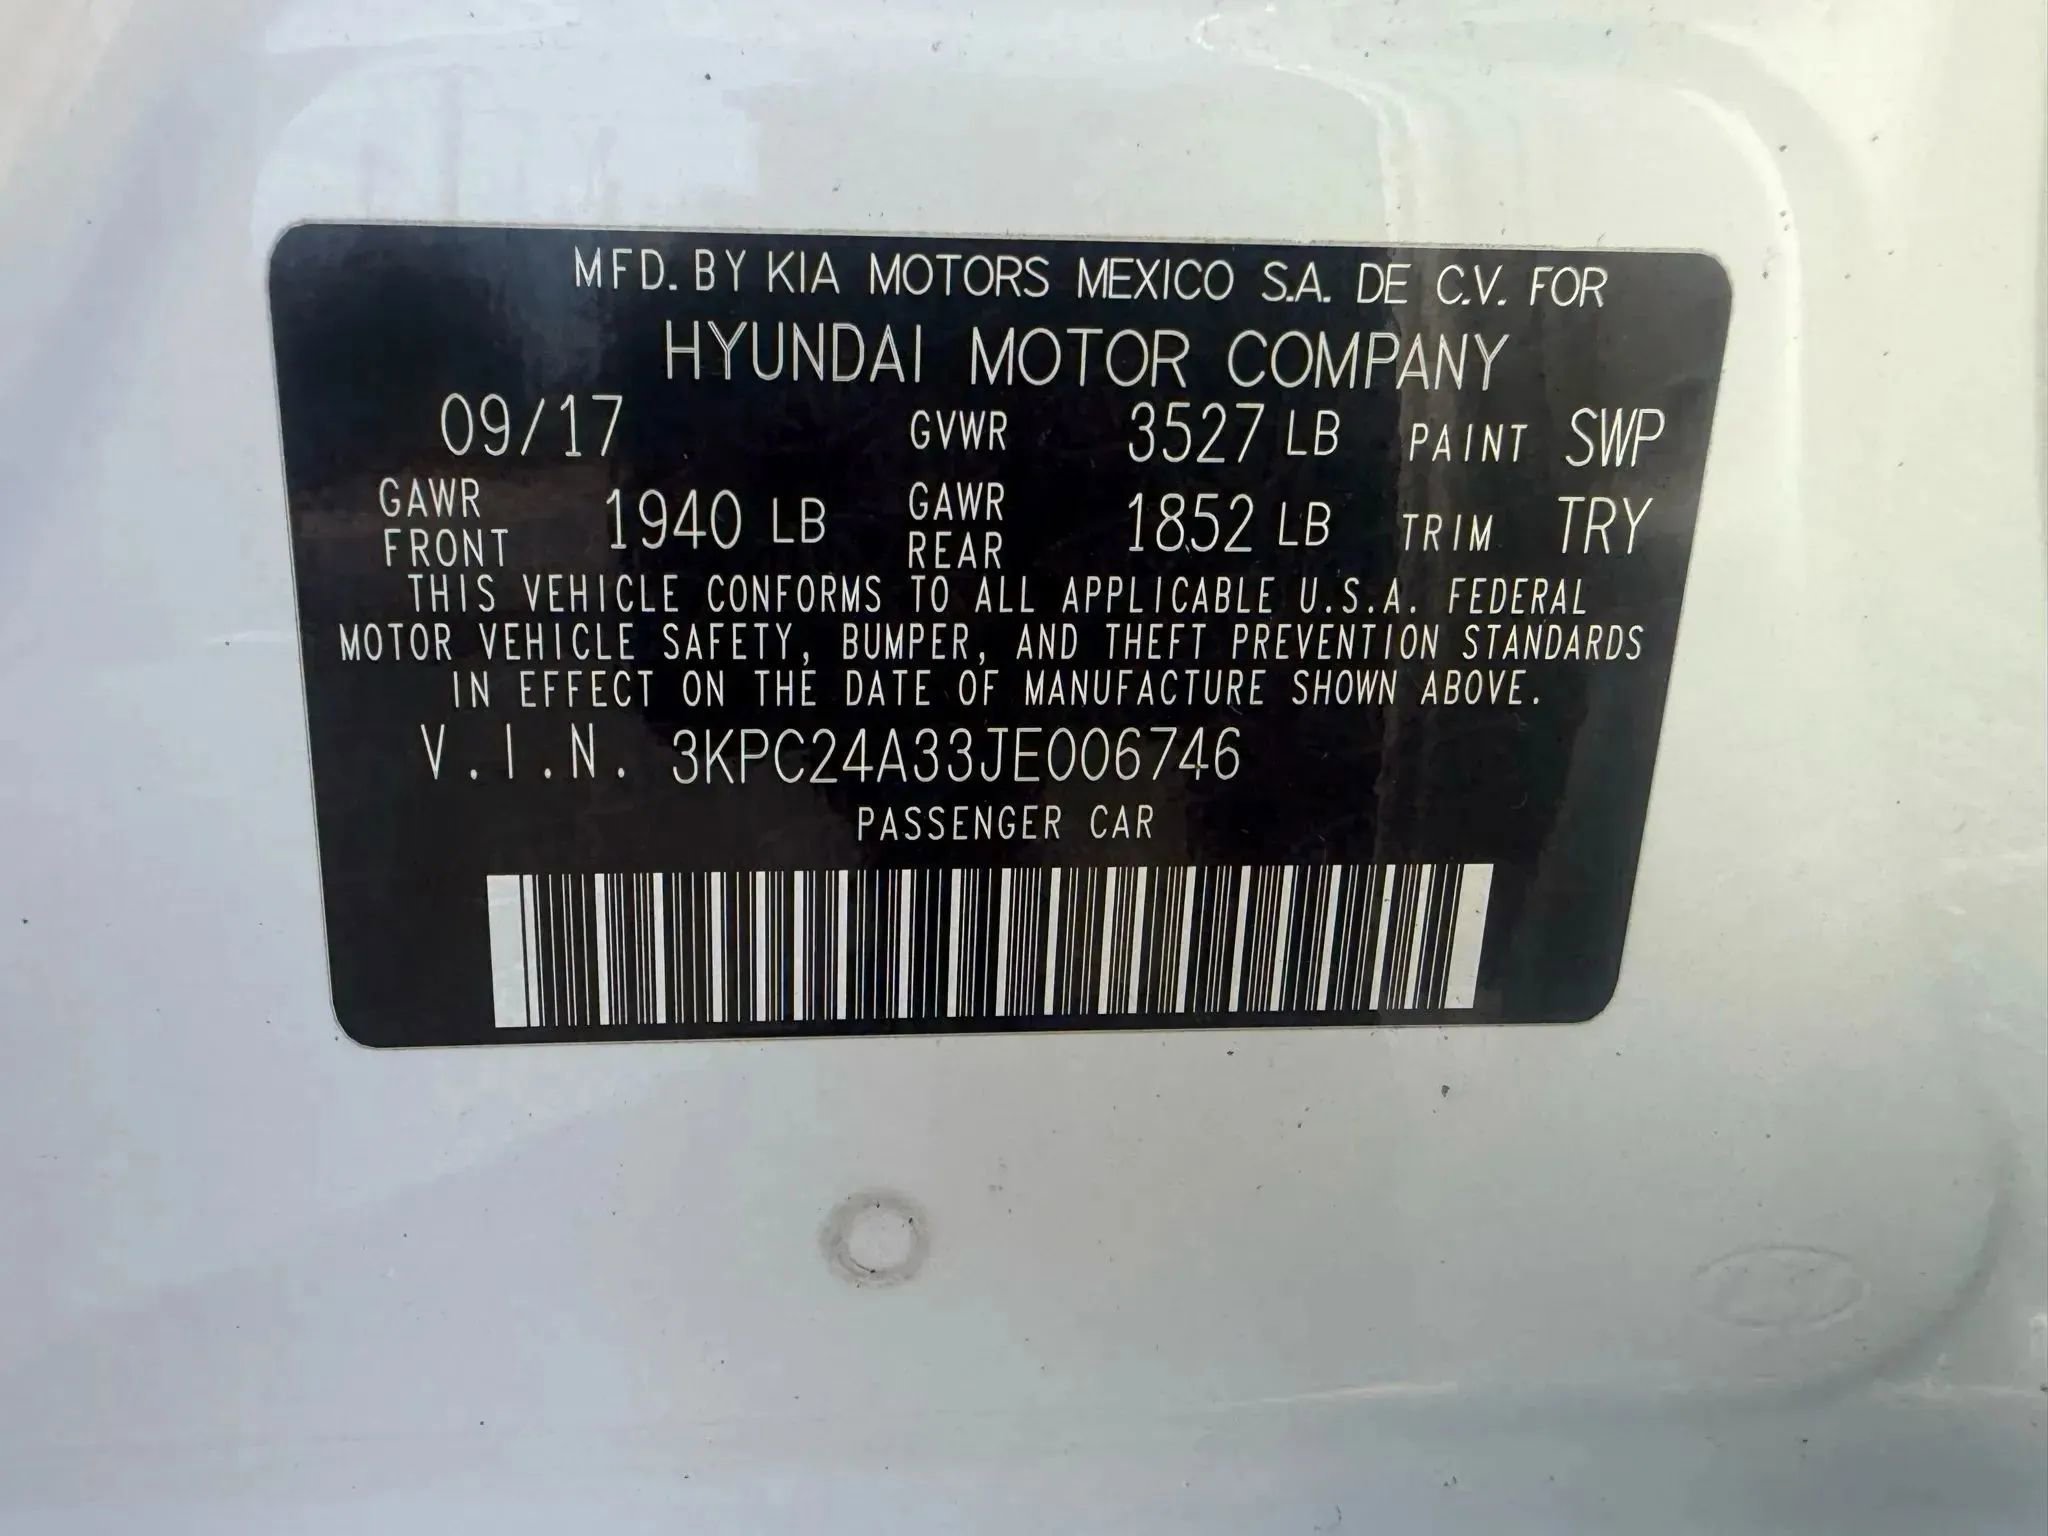 MFD. BY KIA MOTORS MEXICO S.A. DE C.V. FOR
HYUNDAI MOTOR COMPANY
09/17 GVWR 3527 LB PAINT SWP
GAWR FRONT 1940 LB GAWR REAR 1852 LB TRIM TRY
THIS VEHICLE CONFORMS TO ALL APPLICABLE U.S.A. FEDERAL
MOTOR VEHICLE SAFETY, BUMPER, AND THEFT PREVENTION STANDARDS
IN EFFECT ON THE DATE OF MANUFACTURE SHOWN ABOVE.
V.I.N. 3KPC24A33JE006746
PASSENGER CAR